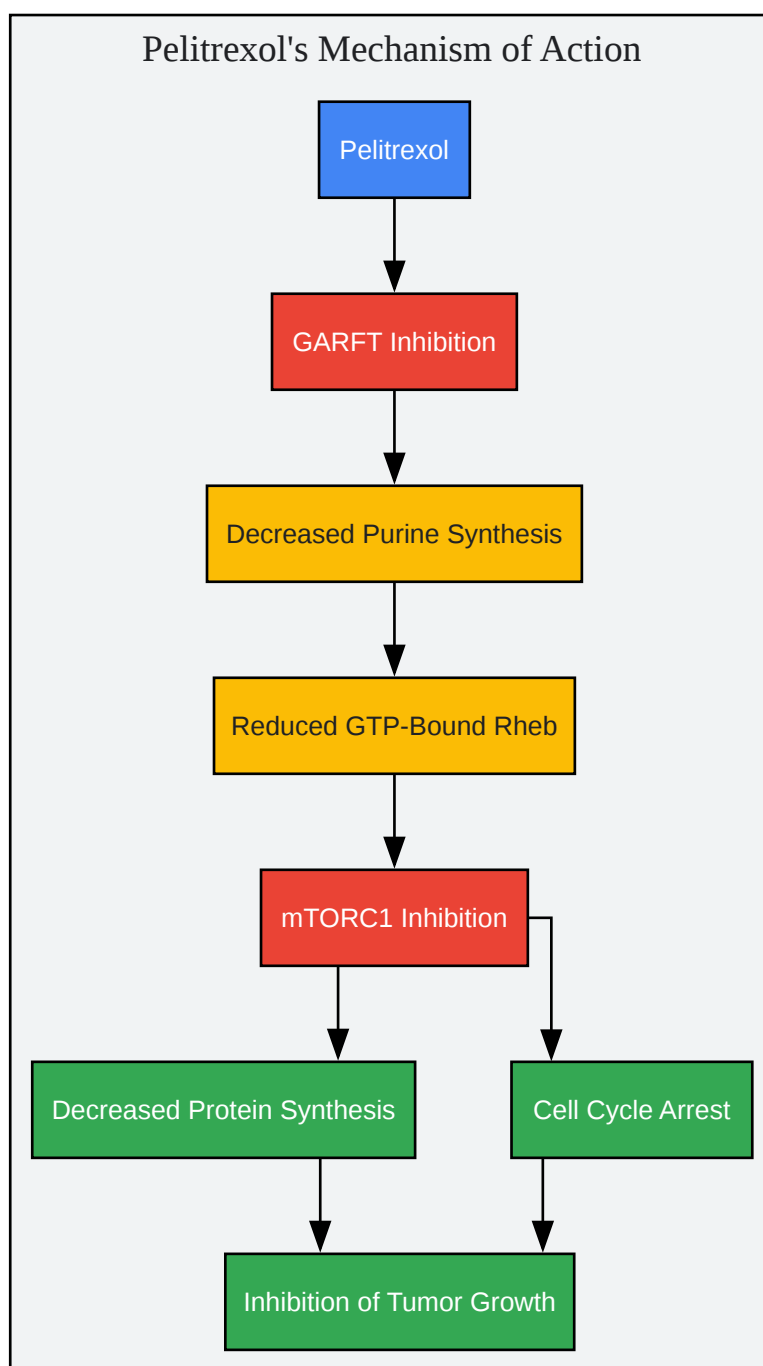 Pelitrexol's Mechanism of Action
Pelitrexol
GARFT Inhibition
Decreased Purine Synthesis
Reduced GTP-Bound Rheb
mTORC1 Inhibition
Decreased Protein Synthesis
Cell Cycle Arrest
Inhibition of Tumor Growth